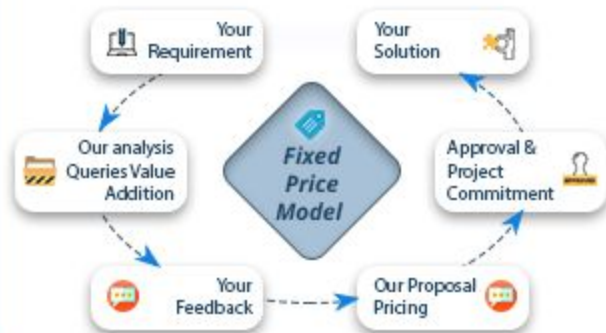 Your
Requirement
Our analysis
Queries Value
Addition
Your
Feedback
Our Proposal
Pricing
Approval &
Project
Commitment
APPROVED
Your
Solution
Fixed
Price
Model